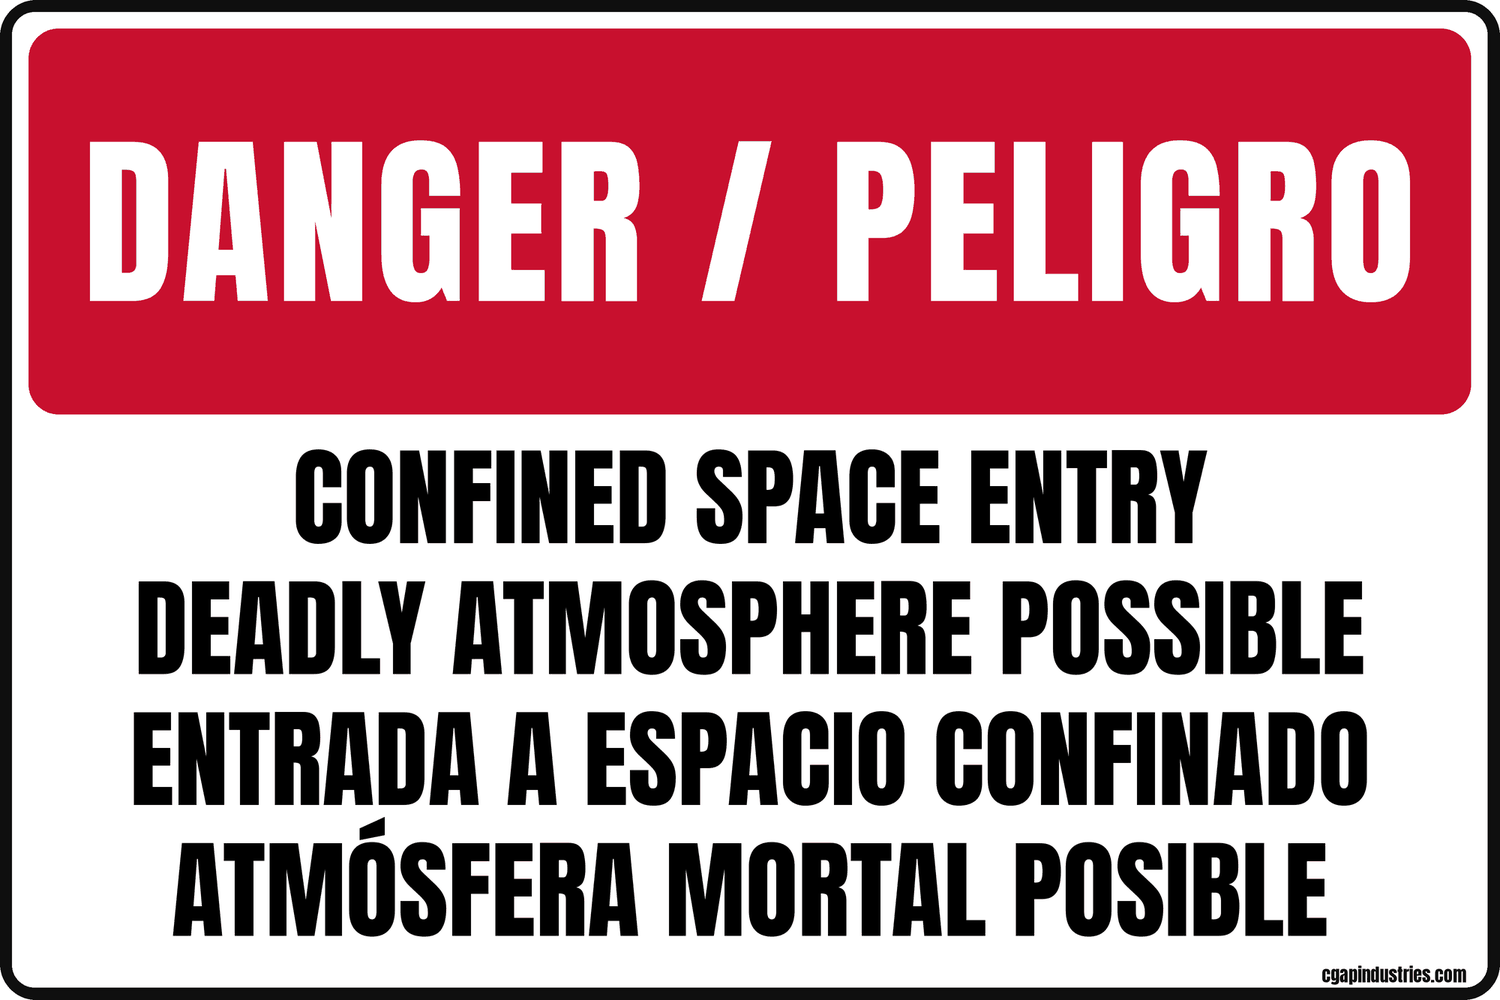 DANGER / PELIGRO
CONFINED SPACE ENTRY
DEADLY ATMOSPHERE POSSIBLE
ENTRADA A ESPACIO CONFINADO
ATMÓSFERA MORTAL POSIBLE
cgapindustries.com